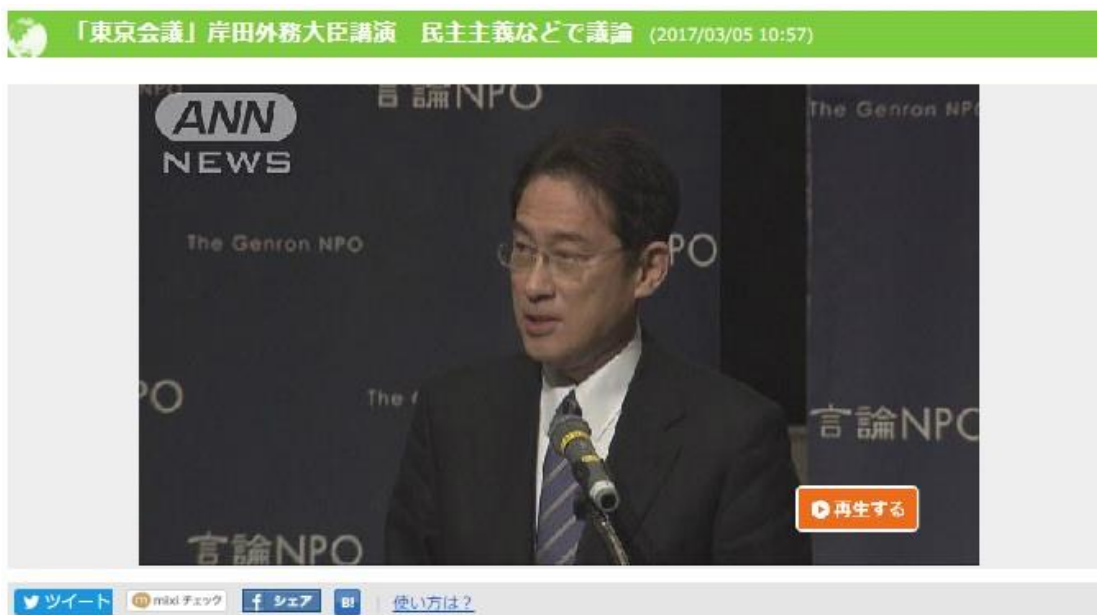 「東京会議」岸田外務大臣講演 民主主義などで議論 (2017/03/05 10:57)
NPO
言論NPO
The Genron NP
ANN
NEWS
The Genron NPO
PO
PO
The
言論NPO
再生する
言論NPO
ツイート
mixi チェック
f シェア
B!
使い方は?